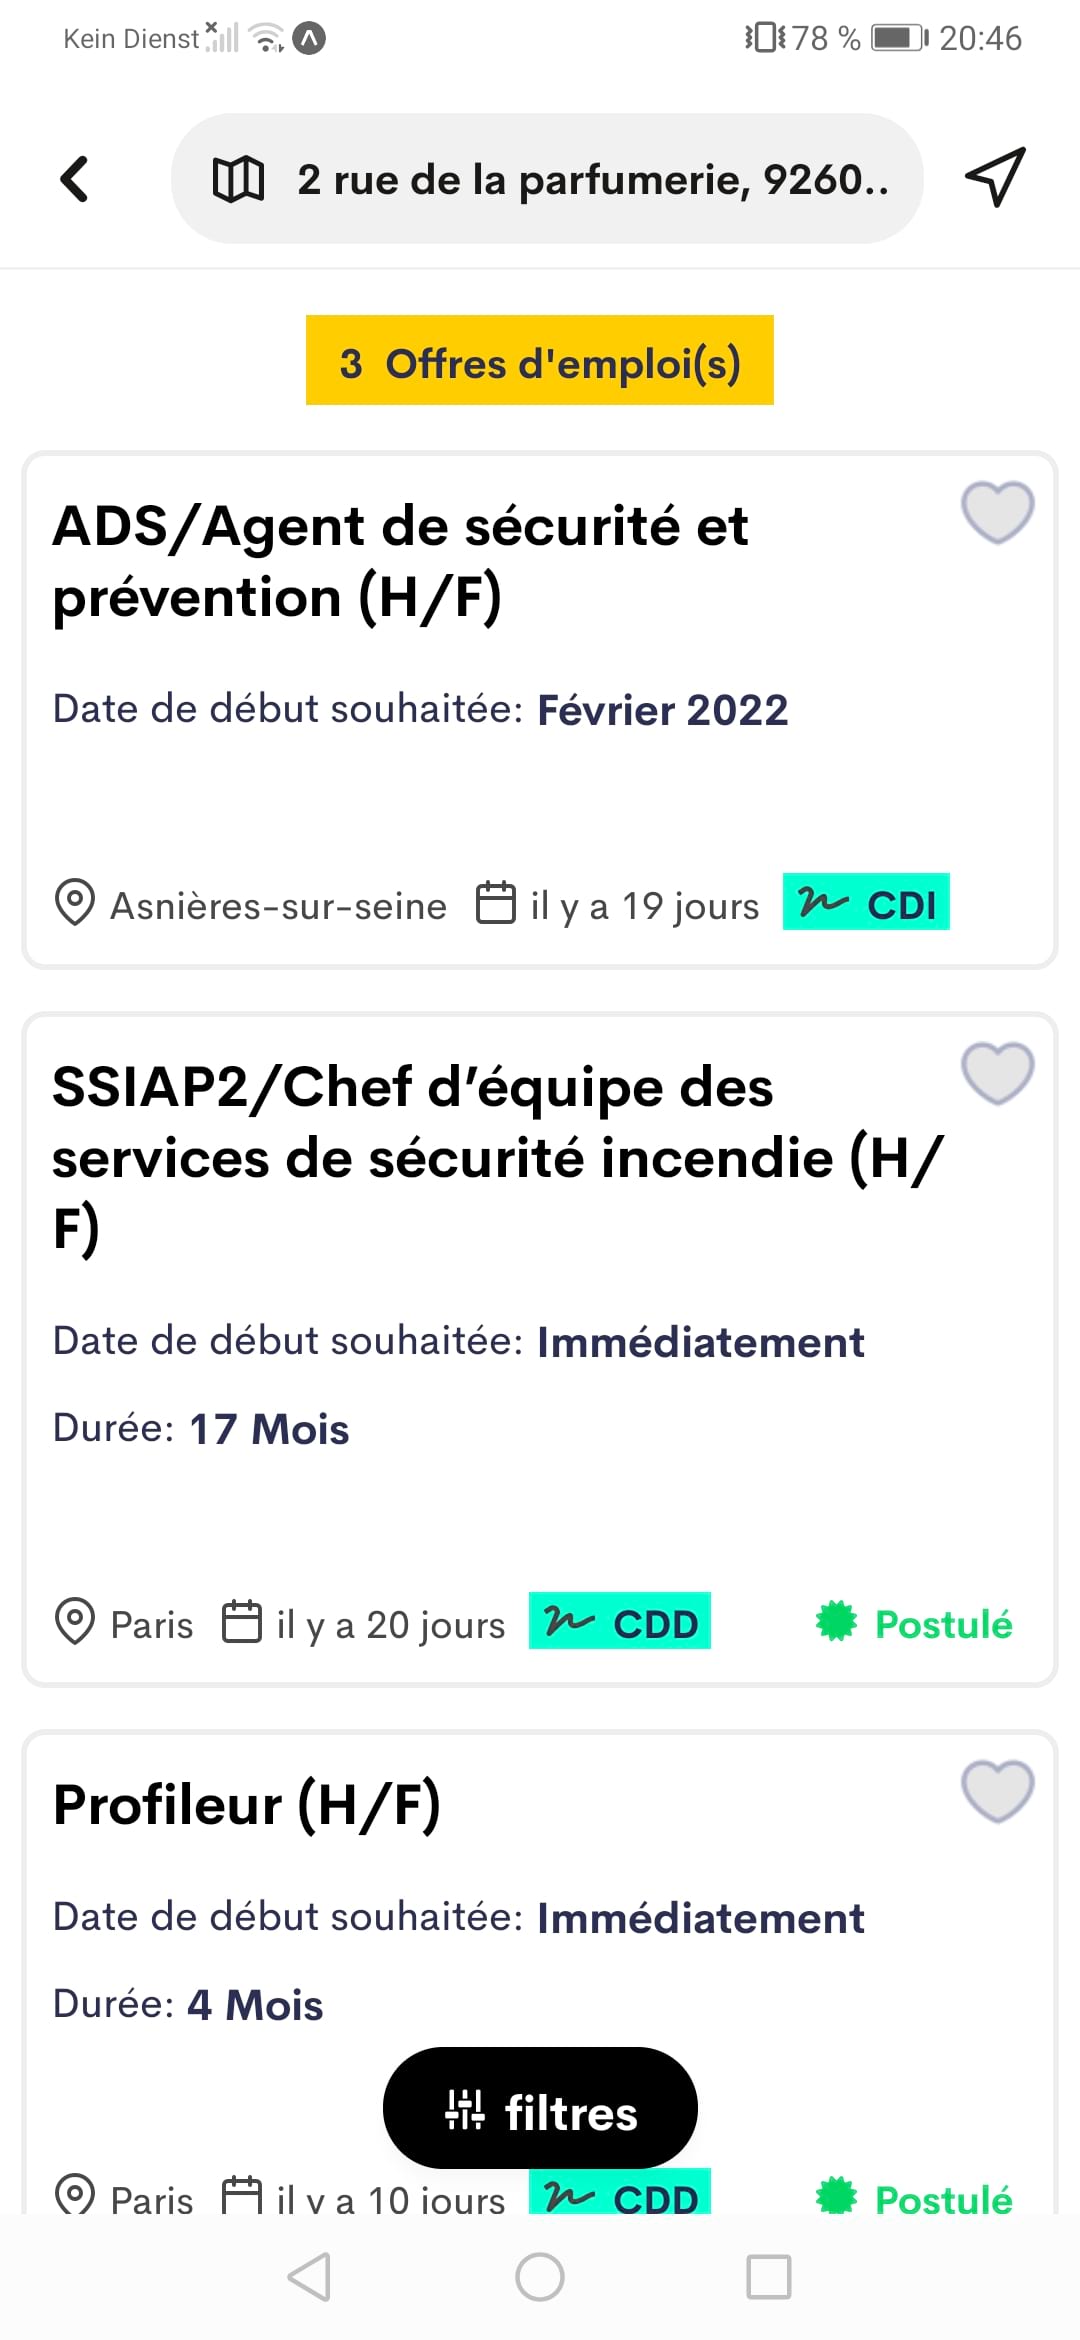 Kein Dienst 78 % 20:46
2 rue de la parfumerie, 9260..
3 Offres d'emploi(s)
ADS/Agent de sécurité et
prévention (H/F)
Date de début souhaitée: Février 2022
Asnières-sur-seine il y a 19 jours CDI
SSIAP2/Chef d’équipe des
services de sécurité incendie (H/
F)
Date de début souhaitée: Immédiatement
Durée: 17 Mois
Paris il y a 20 jours CDD Postulé
Profileur (H/F)
Date de début souhaitée: Immédiatement
Durée: 4 Mois
filtres
Paris il y a 10 jours CDD Postulé